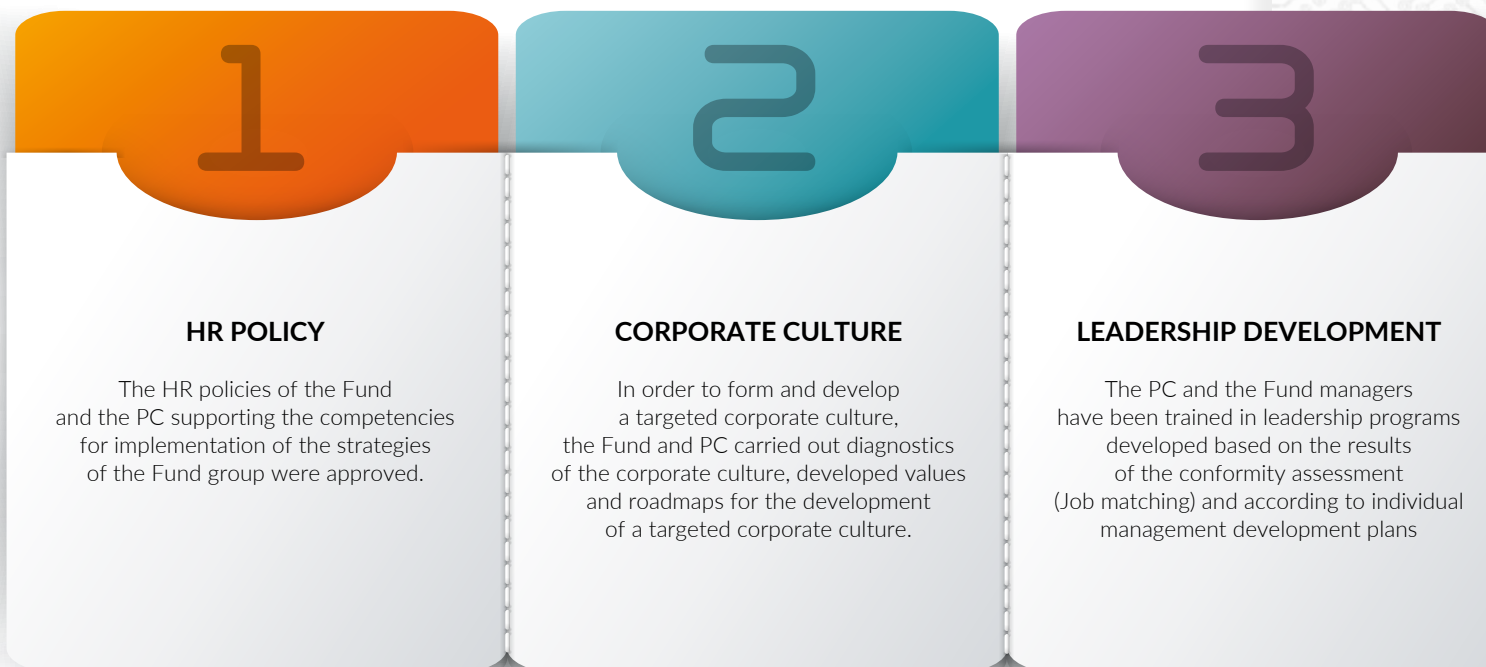 1
HR POLICY
The HR policies of the Fund
and the PC supporting the competencies
for implementation of the strategies
of the Fund group were approved.
2
CORPORATE CULTURE
In order to form and develop
a targeted corporate culture,
the Fund and PC carried out diagnostics
of the corporate culture, developed values
and roadmaps for the development
of a targeted corporate culture.
3
LEADERSHIP DEVELOPMENT
The PC and the Fund managers
have been trained in leadership programs
developed based on the results
of the conformity assessment
(Job matching) and according to individual
management development plans